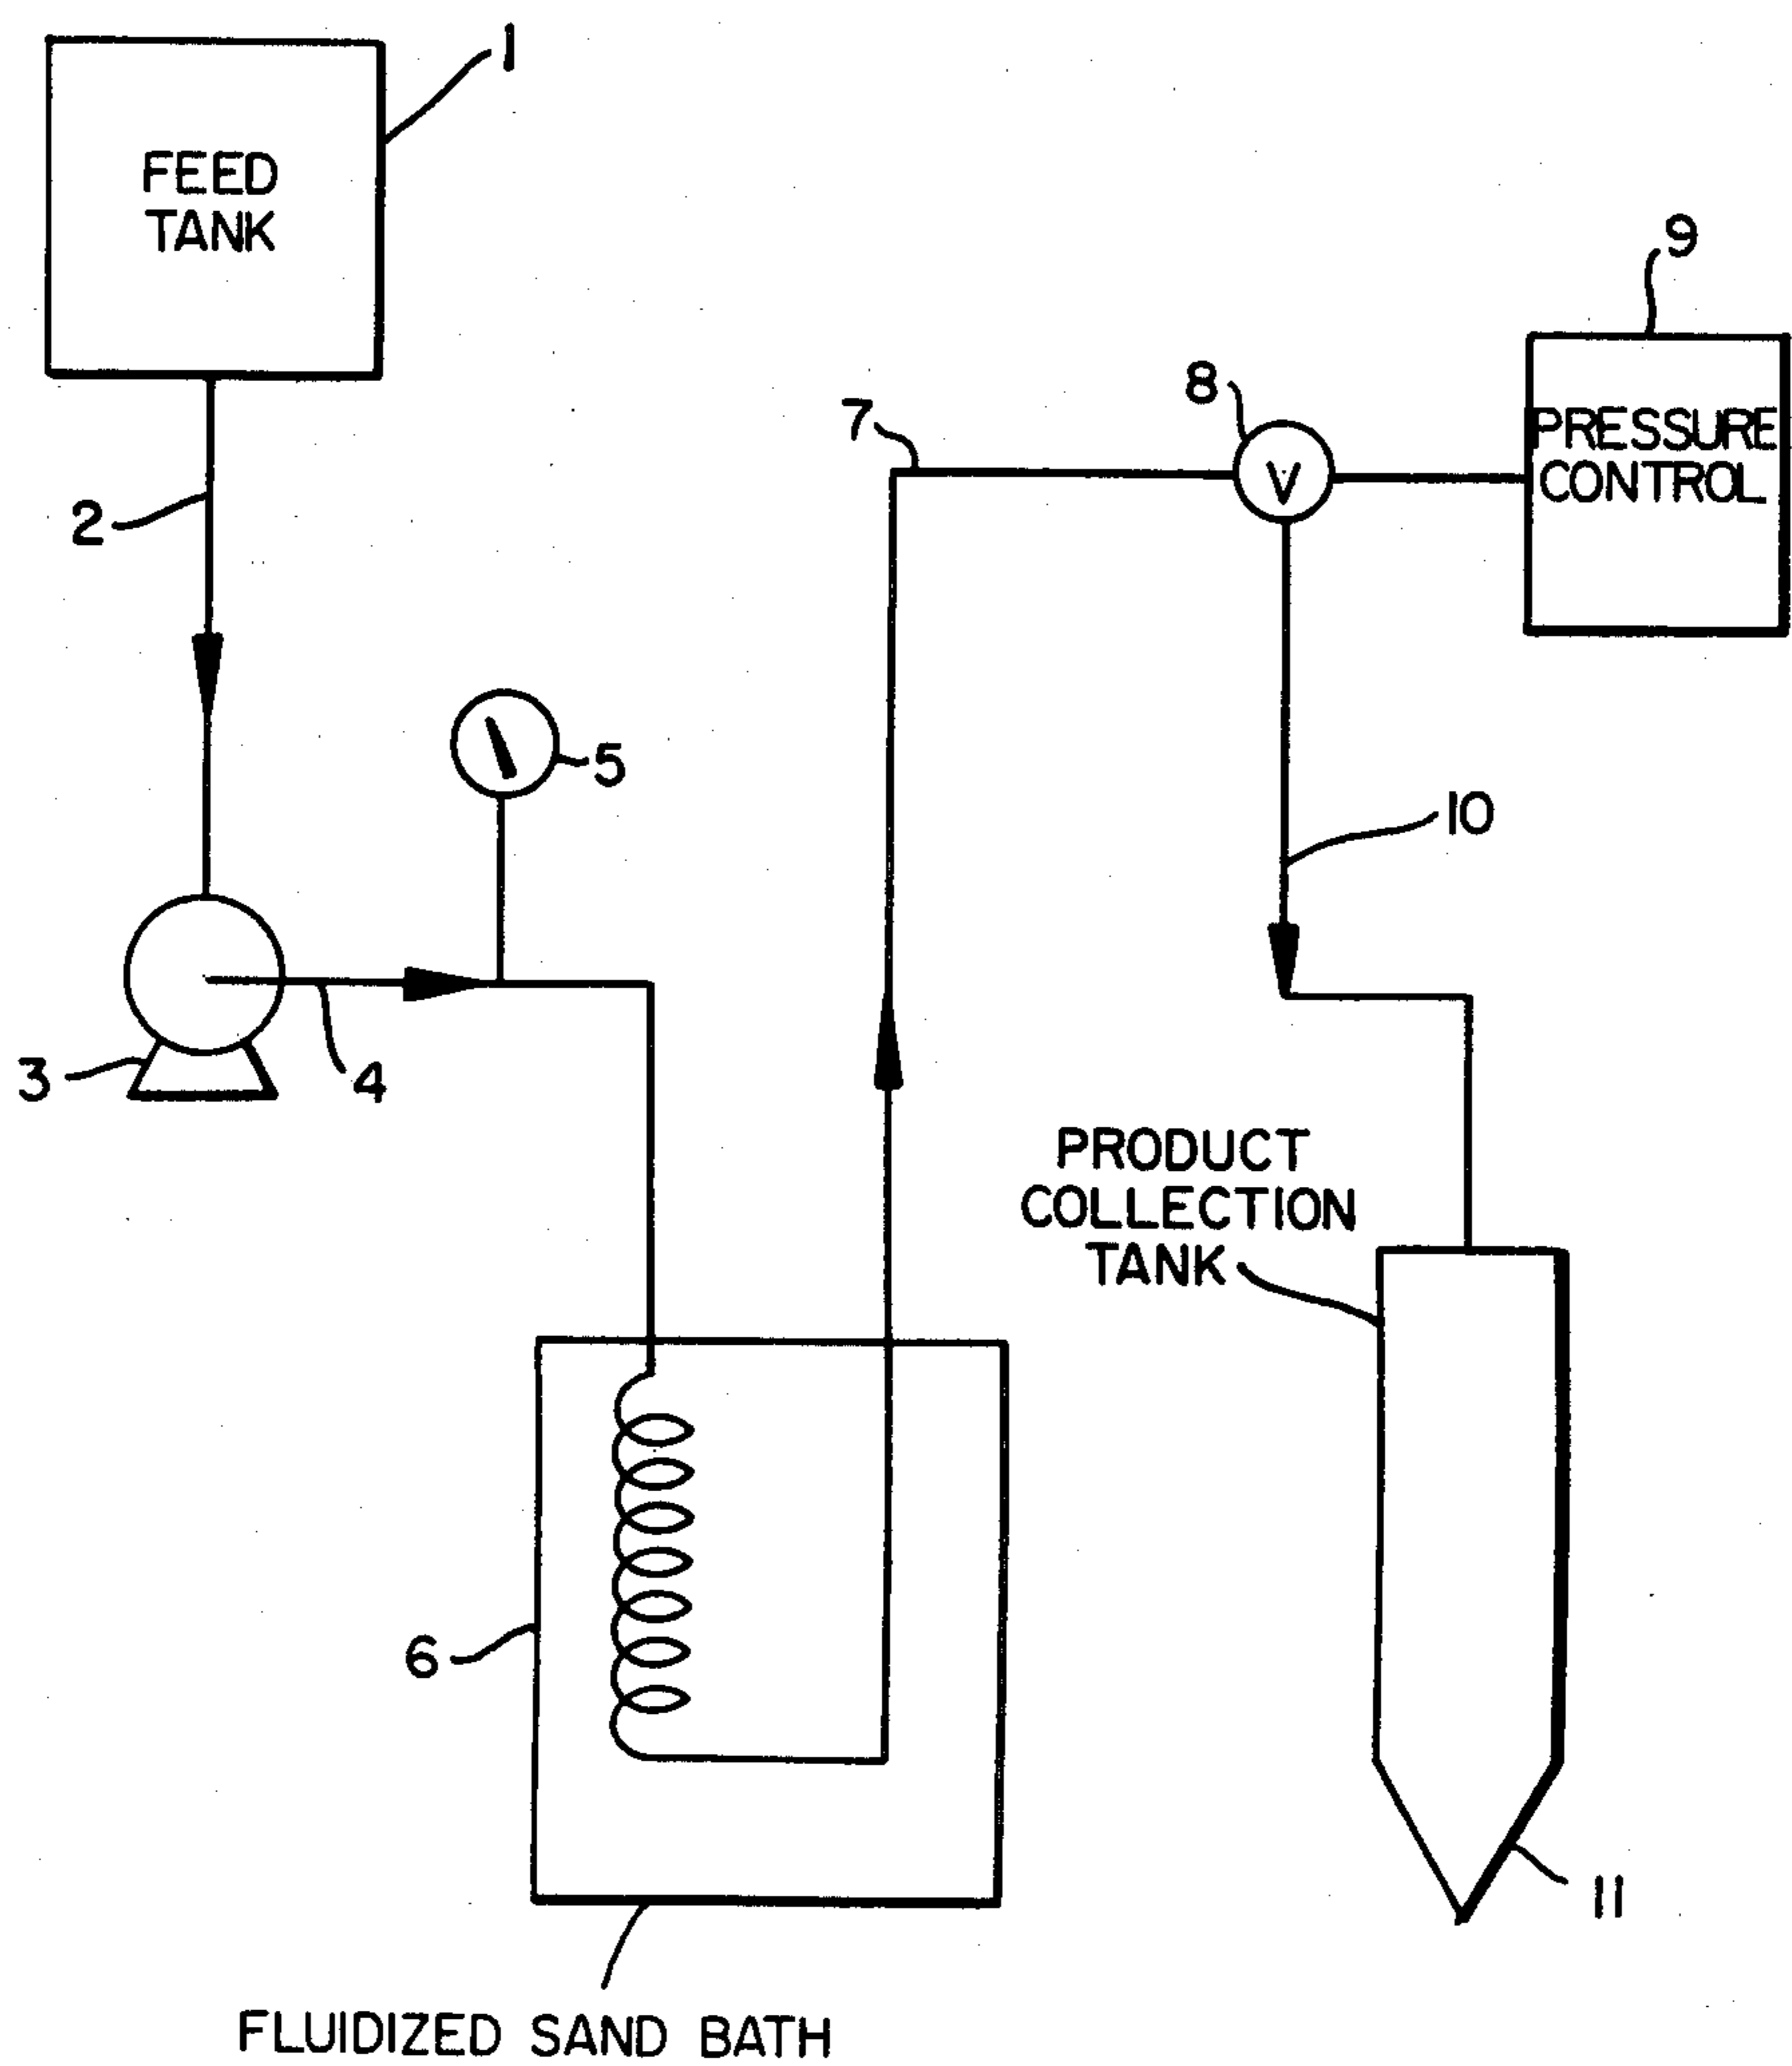 1
FEED
TANK
2
3
4
5
6
FLUIDIZED SAND BATH
7
8
V
9
PRESSURE
CONTROL
10
PRODUCT
COLLECTION
TANK
11